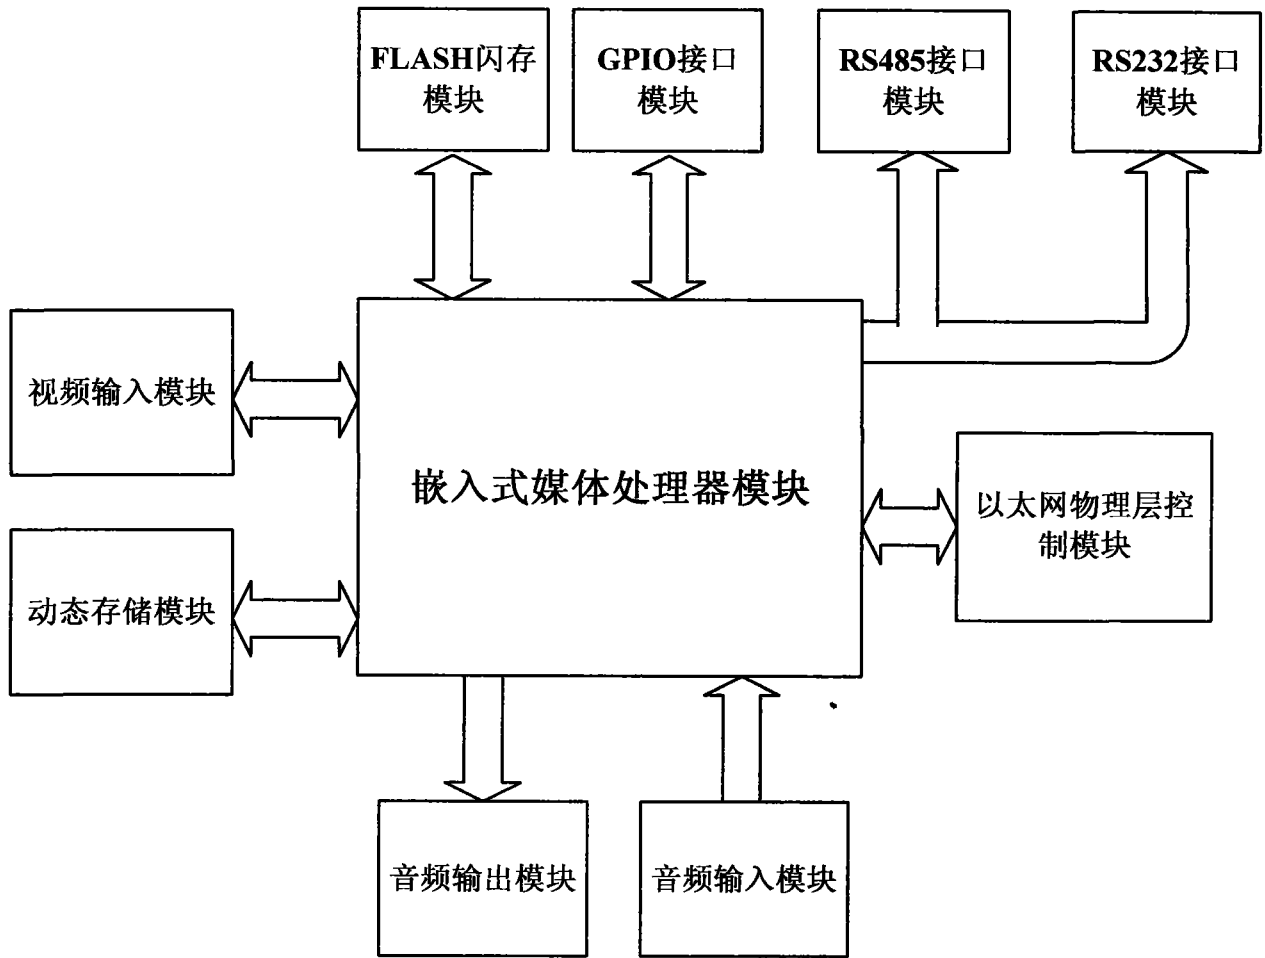 FLASH闪存
模块
GPIO接口
模块
RS485接口
模块
RS232接口
模块
视频输入模块
嵌入式媒体处理器模块
以太网物理层控
制模块
动态存储模块
音频输出模块
音频输入模块